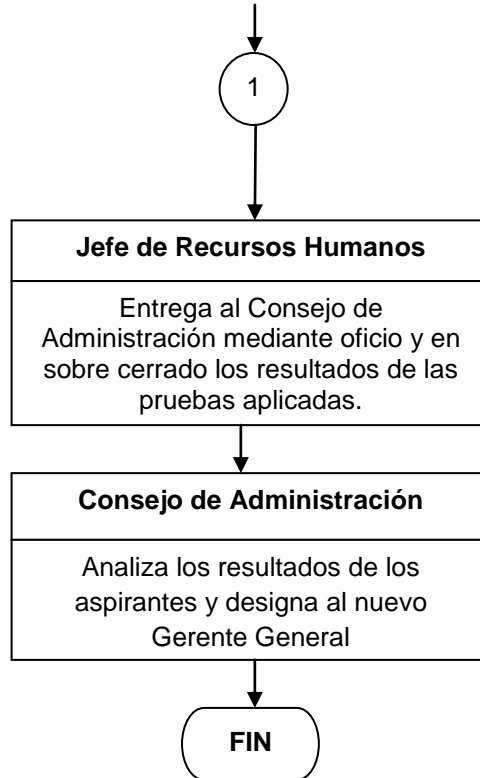 1
Jefe de Recursos Humanos
Entrega al Consejo de
Administración mediante oficio y en
sobre cerrado los resultados de las
pruebas aplicadas.
Consejo de Administración
Analiza los resultados de los
aspirantes y designa al nuevo
Gerente General
FIN